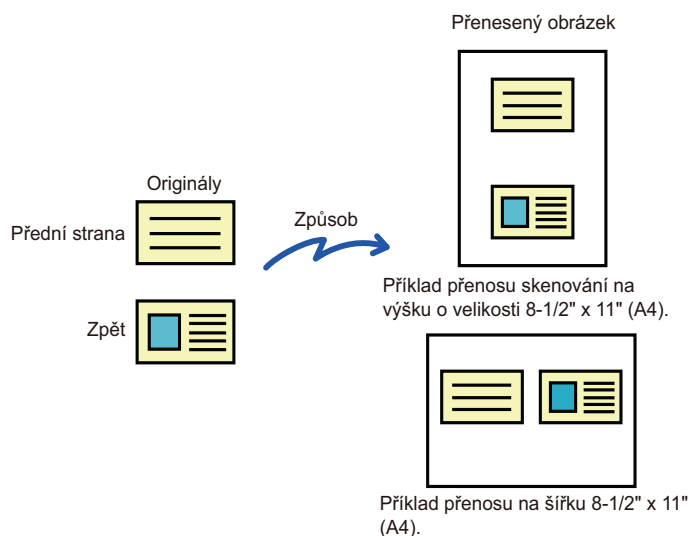 Přenesený obrázek
Originály
Přední strana
Způsob
Zpět
Příklad přenosu skenování na
výšku o velikosti 8-1/2" x 11" (A4).
Příklad přenosu na šířku 8-1/2" x 11"
(A4).